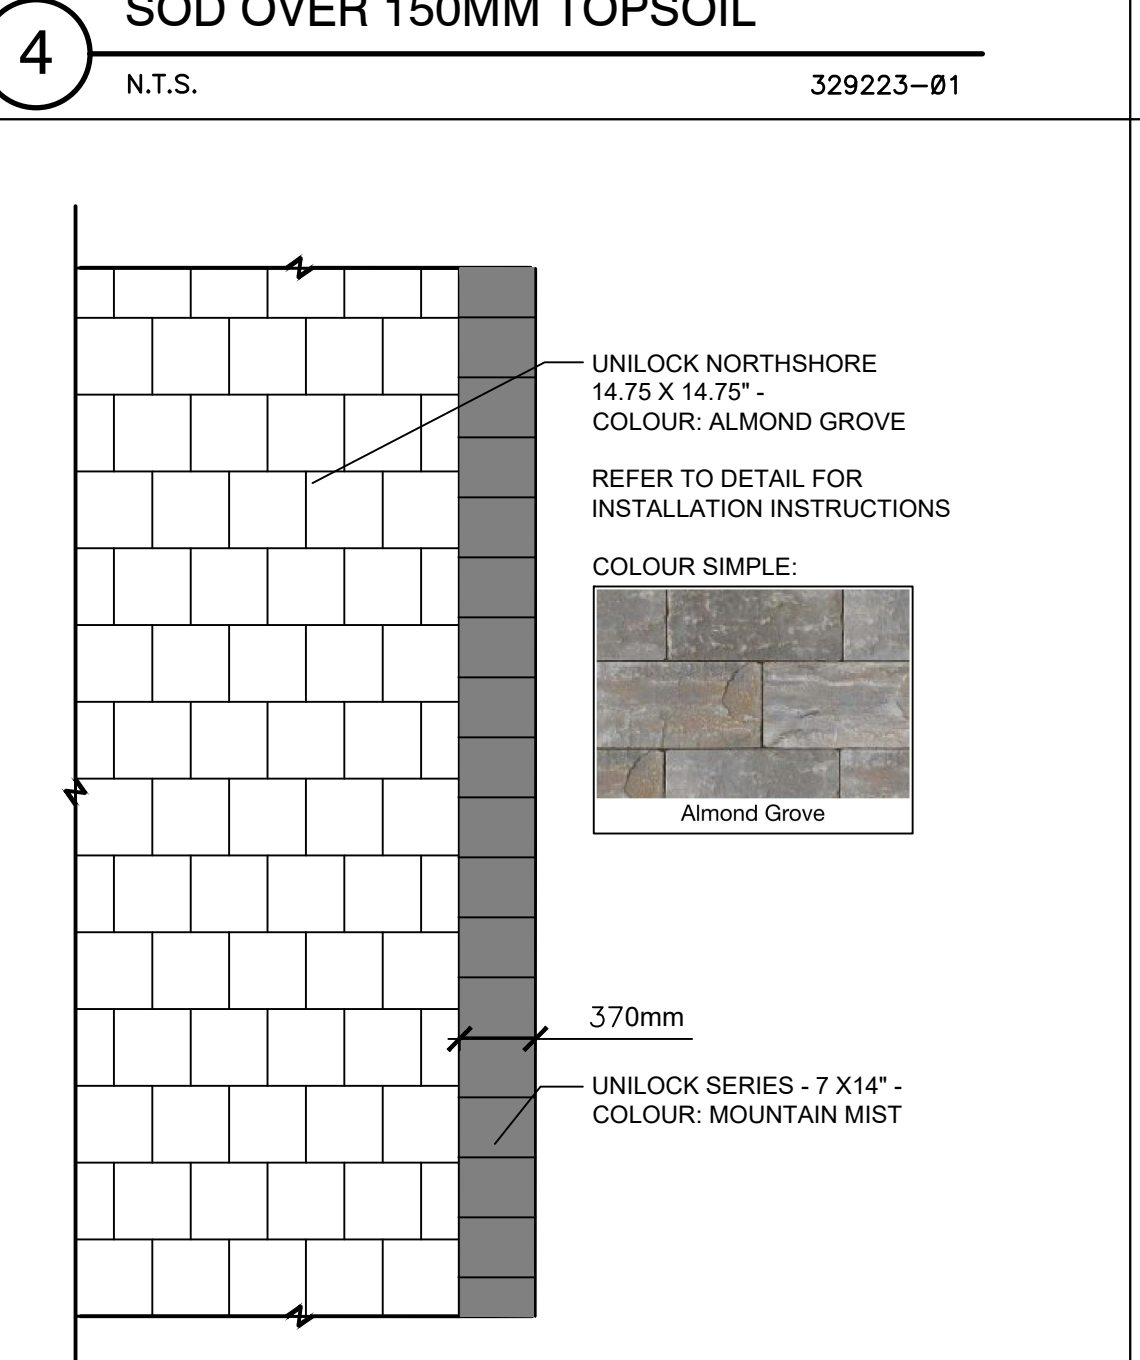 SOD OVER 150MM TOPSOIL
4
N.T.S.
329223-Ø1
UNILOCK NORTHSHORE
14.75 X 14.75" -
COLOUR: ALMOND GROVE
REFER TO DETAIL FOR
INSTALLATION INSTRUCTIONS
COLOUR SIMPLE:
Almond Grove
370mm
UNILOCK SERIES - 7 X14" -
COLOUR: MOUNTAIN MIST